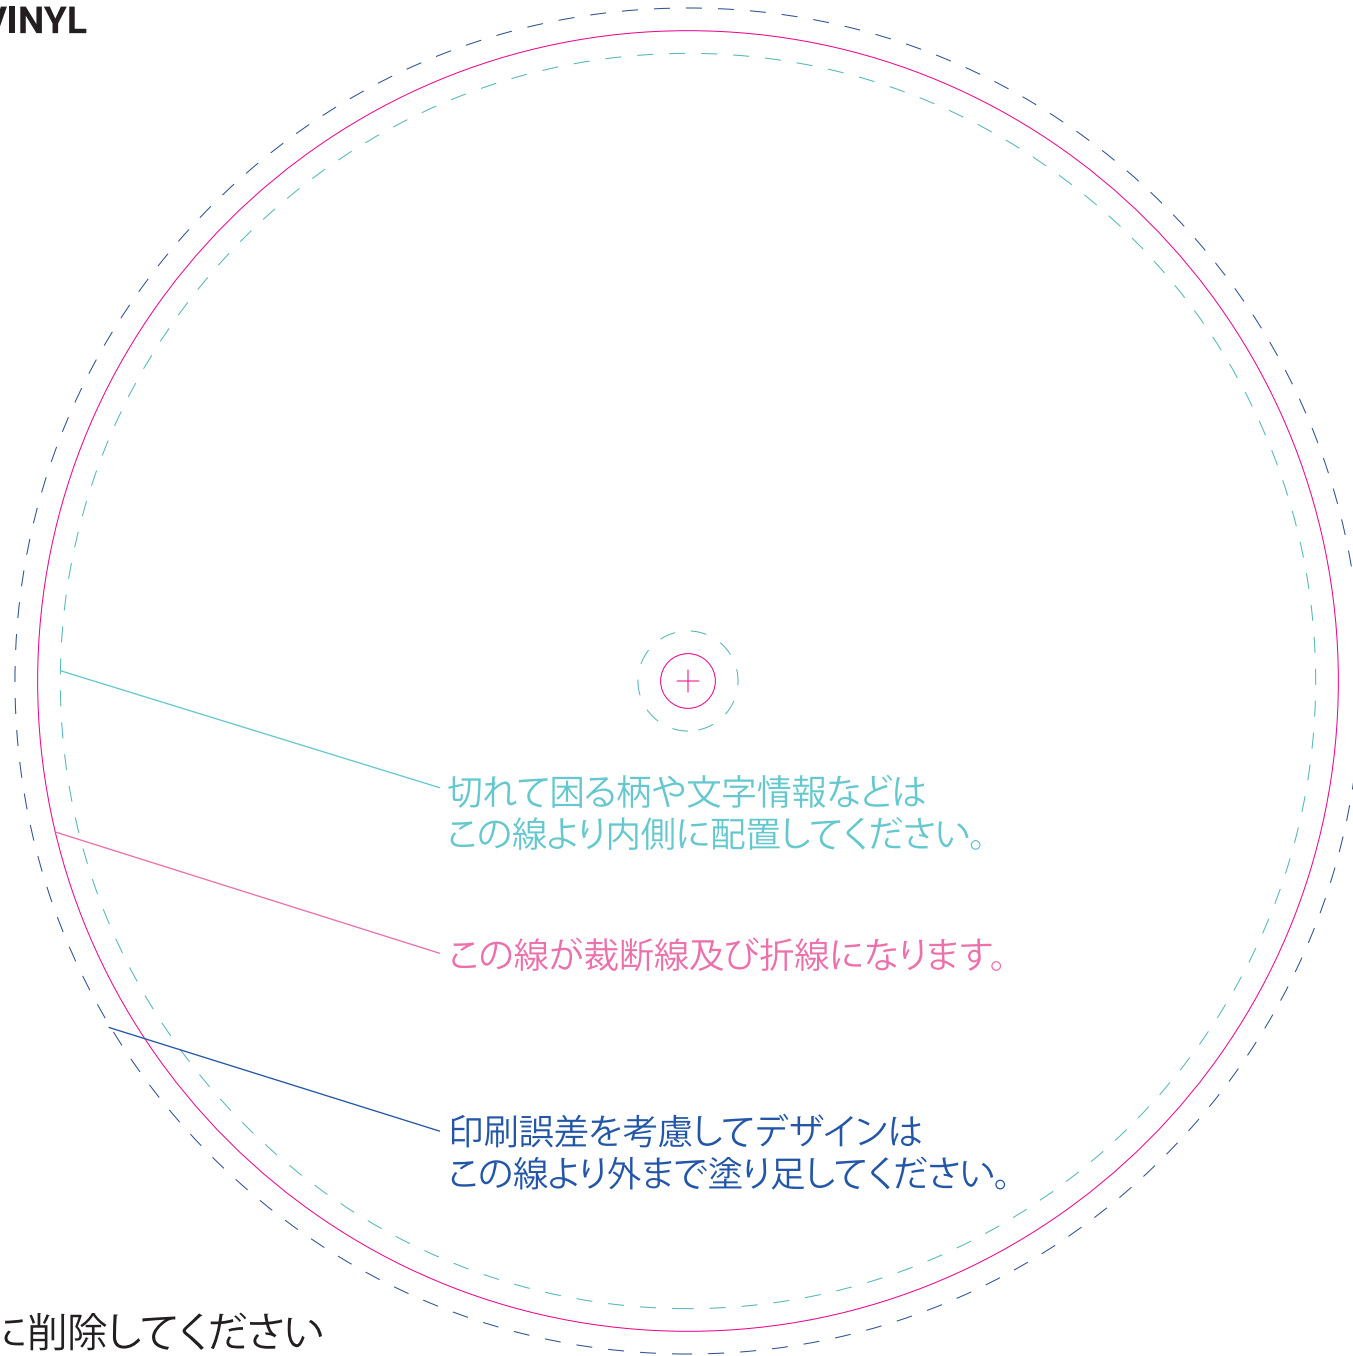 VINYL
切れて困る柄や文字情報などは
この線より内側に配置してください。
この線が裁断線及び折線になります。
印刷誤差を考慮してデザインは
この線より外まで塗り足してください。
に削除してください